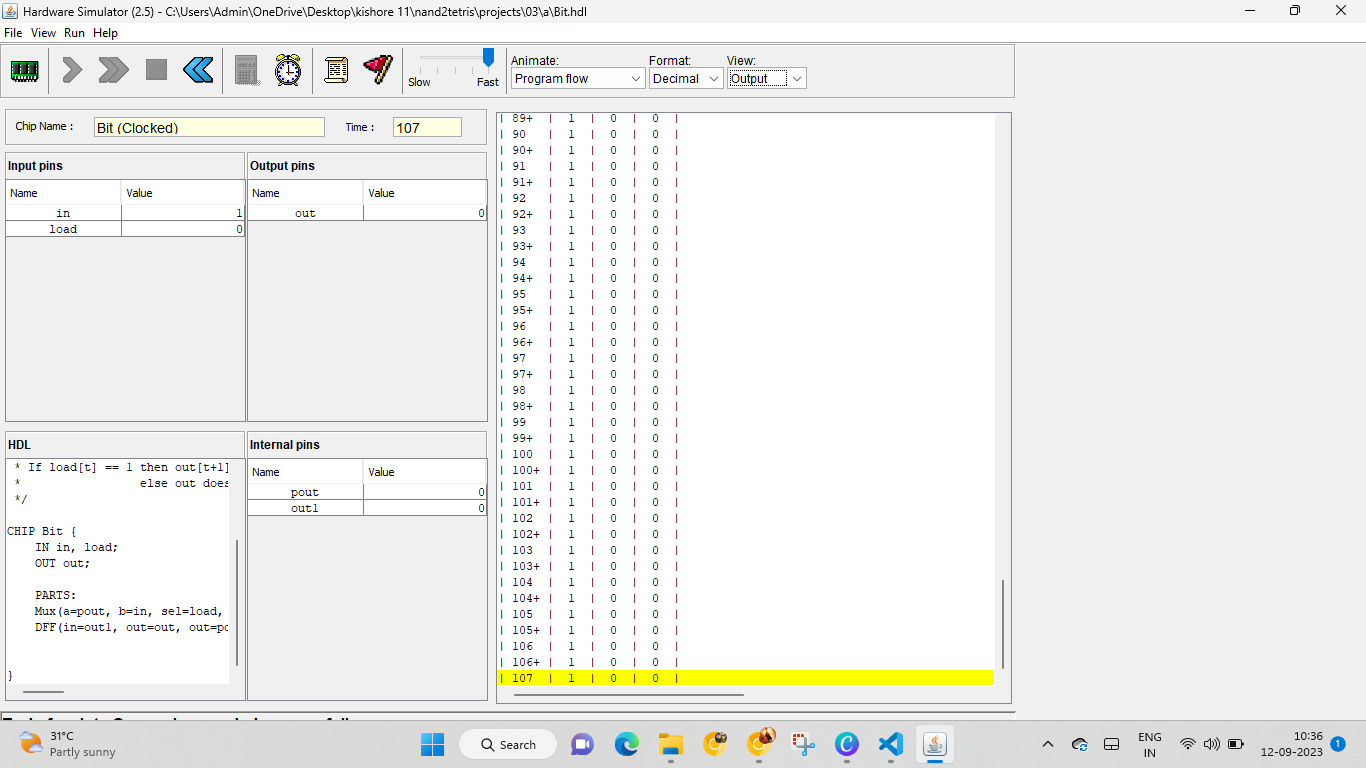 Hardware Simulator (2.5) - C:\Users\Admin\OneDrive\Desktop\kishore 11\nand2tetris\projects\03\a\Bit.hdl
File View Run Help
Slow Fast
Animate: Format: View:
Program flow Decimal Output
Chip Name : Bit (Clocked) Time : 107
Input pins
Name Value
in 1
load 0
Output pins
Name Value
out 0
HDL
* If load[t] == 1 then out[t+1]
* else out does
*/
CHIP Bit {
IN in, load;
OUT out;
PARTS:
Mux(a=pout, b=in, sel=load,
DFF(in=out1, out=out, out=po
}
Internal pins
Name Value
pout 0
out1 0
| 89+ | 1 | 0 | 0 |
| 90 | 1 | 0 | 0 |
| 90+ | 1 | 0 | 0 |
| 91 | 1 | 0 | 0 |
| 91+ | 1 | 0 | 0 |
| 92 | 1 | 0 | 0 |
| 92+ | 1 | 0 | 0 |
| 93 | 1 | 0 | 0 |
| 93+ | 1 | 0 | 0 |
| 94 | 1 | 0 | 0 |
| 94+ | 1 | 0 | 0 |
| 95 | 1 | 0 | 0 |
| 95+ | 1 | 0 | 0 |
| 96 | 1 | 0 | 0 |
| 96+ | 1 | 0 | 0 |
| 97 | 1 | 0 | 0 |
| 97+ | 1 | 0 | 0 |
| 98 | 1 | 0 | 0 |
| 98+ | 1 | 0 | 0 |
| 99 | 1 | 0 | 0 |
| 99+ | 1 | 0 | 0 |
| 100 | 1 | 0 | 0 |
| 100+ | 1 | 0 | 0 |
| 101 | 1 | 0 | 0 |
| 101+ | 1 | 0 | 0 |
| 102 | 1 | 0 | 0 |
| 102+ | 1 | 0 | 0 |
| 103 | 1 | 0 | 0 |
| 103+ | 1 | 0 | 0 |
| 104 | 1 | 0 | 0 |
| 104+ | 1 | 0 | 0 |
| 105 | 1 | 0 | 0 |
| 105+ | 1 | 0 | 0 |
| 106 | 1 | 0 | 0 |
| 106+ | 1 | 0 | 0 |
| 107 | 1 | 0 | 0 |
31°C
Partly sunny
Search
ENG
IN
10:36
12-09-2023
1